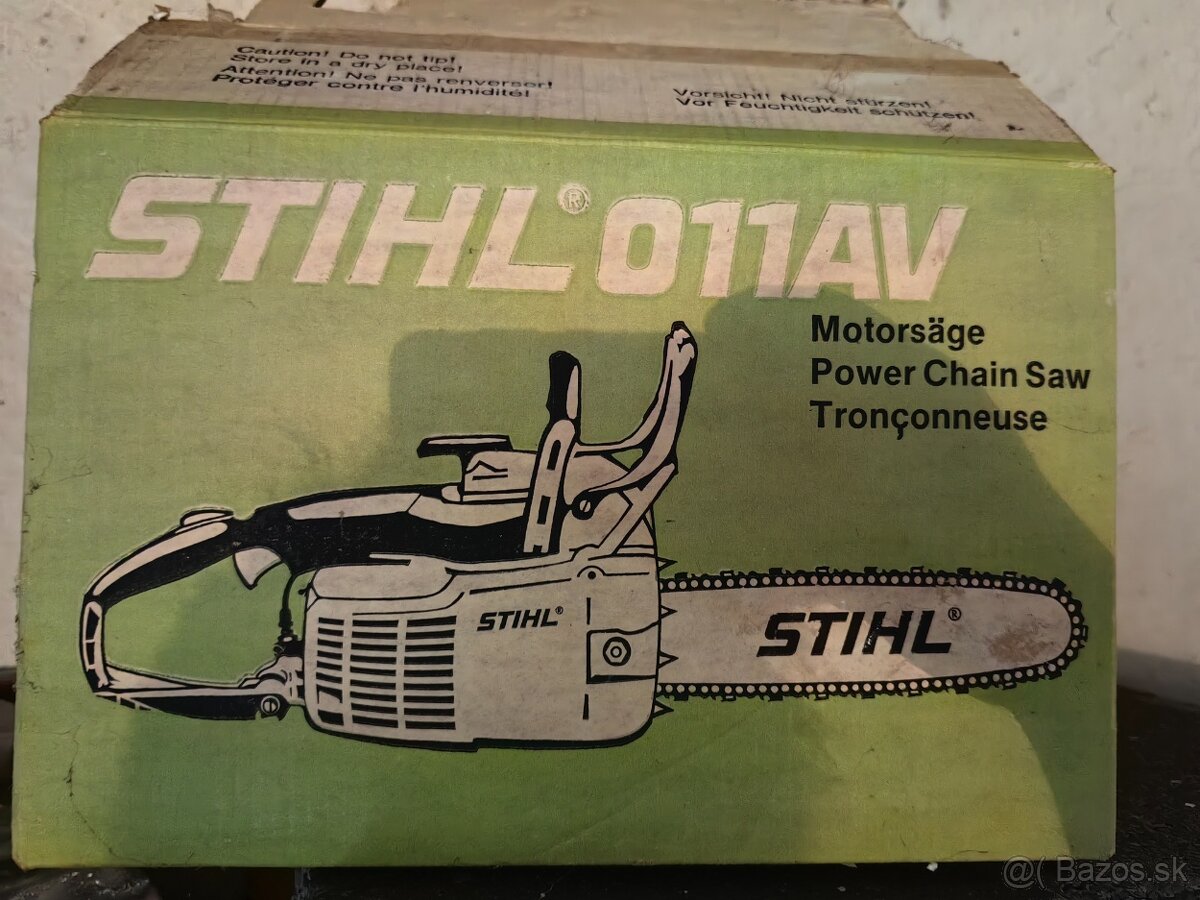 Caution! Do not tip!
Store in a dry place!
Attention! Ne pas renverser!
Protéger contre l'humidité!
Vorsicht! Nicht stürzen!
Vor Feuchtigkeit schützen!
STIHL® 011AV
Motorsäge
Power Chain Saw
Tronçonneuse
STIHL®
STIHL®
@( Bazos.sk